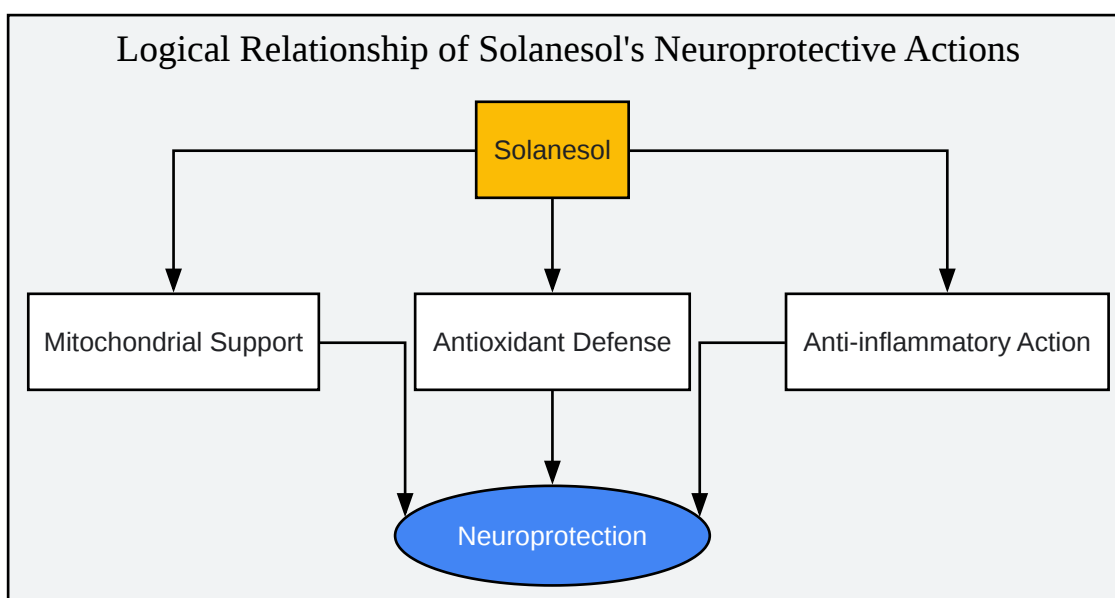 Logical Relationship of Solanesol's Neuroprotective Actions
Solanesol
Mitochondrial Support
Antioxidant Defense
Anti-inflammatory Action
Neuroprotection